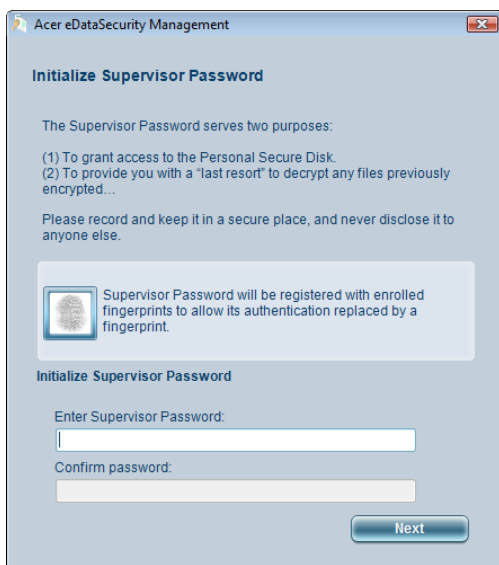 Acer eDataSecurity Management
Initialize Supervisor Password
The Supervisor Password serves two purposes:
(1) To grant access to the Personal Secure Disk.
(2) To provide you with a “last resort” to decrypt any files previously
encrypted...
Please record and keep it in a secure place, and never disclose it to
anyone else.
Supervisor Password will be registered with enrolled
fingerprints to allow its authentication replaced by a
fingerprint.
Initialize Supervisor Password
Enter Supervisor Password:
Confirm password:
Next